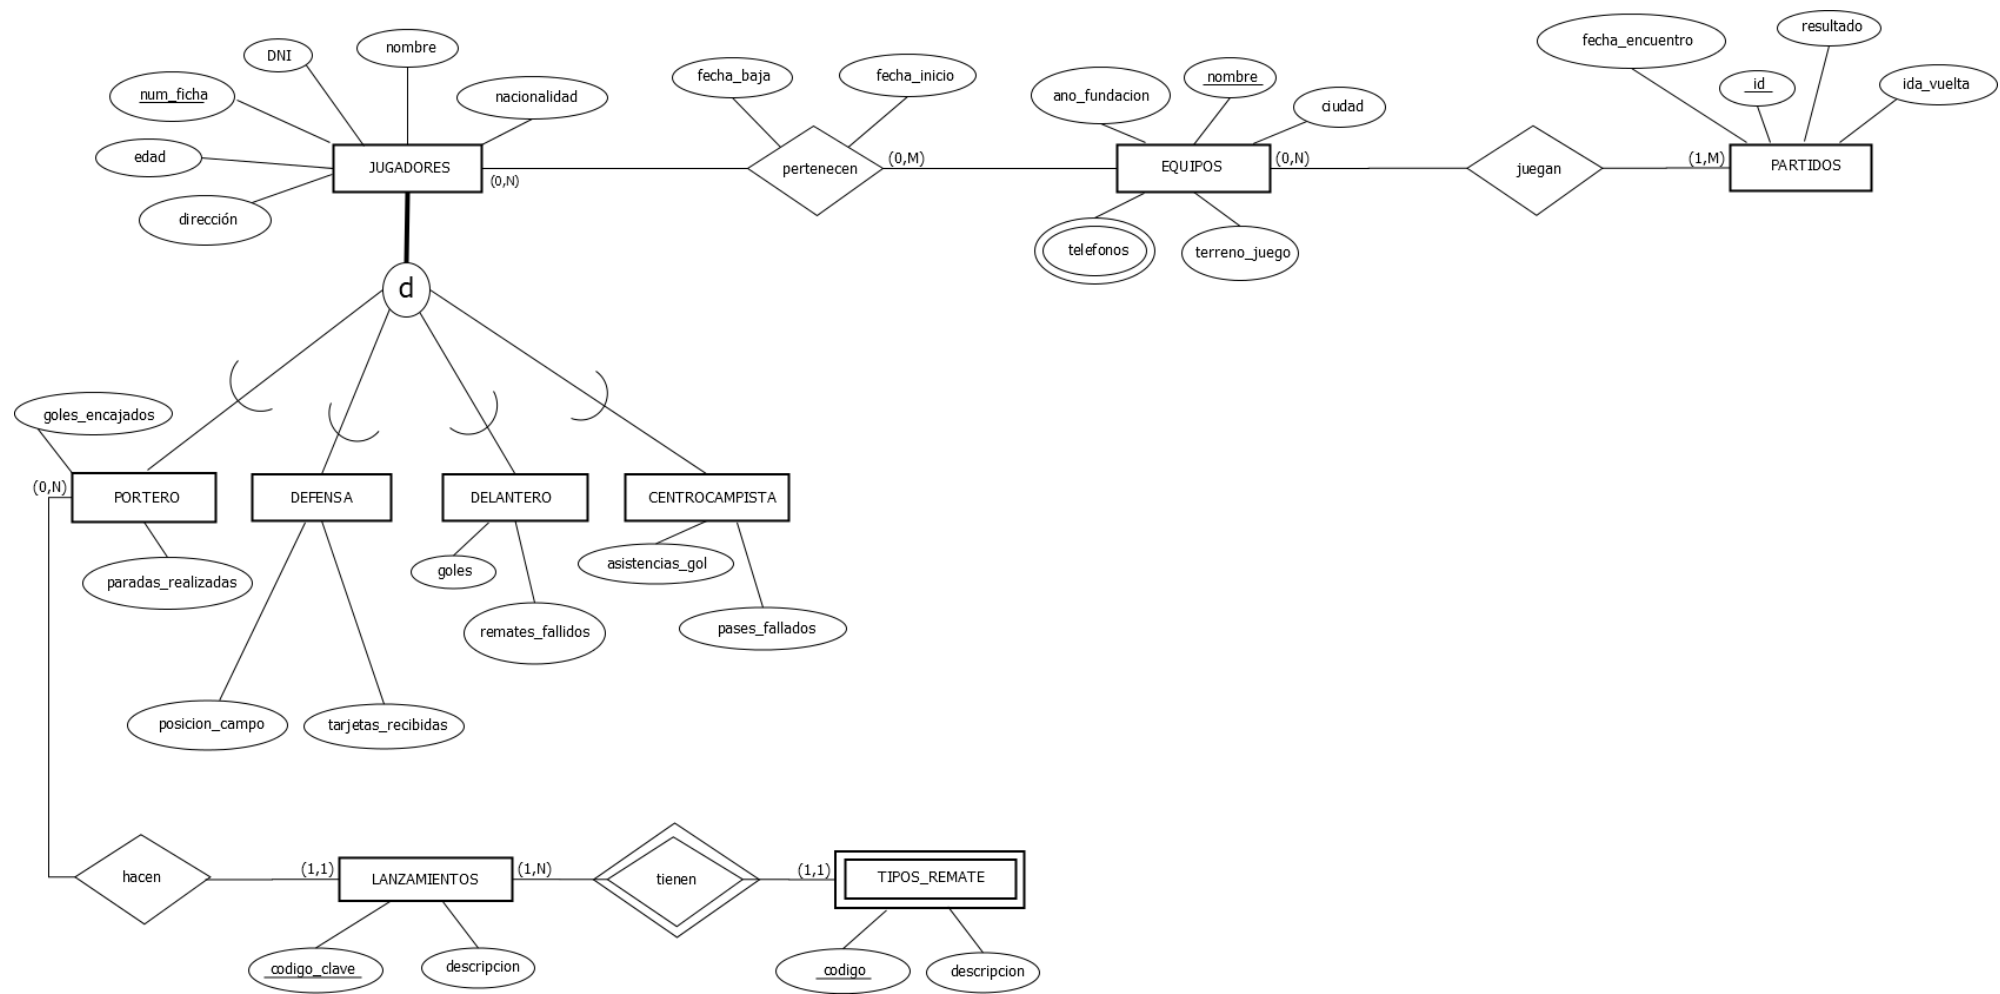 resultado
fecha_encuentro
nombre
DNI
fecha_baja
fecha_inicio
nombre
id
ida_vuelta
num_ficha
nacionalidad
ano_fundacion
ciudad
edad
JUGADORES
(0,N)
pertenecen
(0,M)
EQUIPOS
(0,N)
juegan
(1,M)
PARTIDOS
dirección
telefonos
terreno_juego
d
goles_encajados
(0,N)
PORTERO
DEFENSA
DELANTERO
CENTROCAMPISTA
paradas_realizadas
goles
asistencias_gol
remates_fallidos
pases_fallados
posicion_campo
tarjetas_recibidas
hacen
(1,1)
LANZAMIENTOS
(1,N)
tienen
(1,1)
TIPOS_REMATE
codigo_clave
descripcion
codigo
descripcion